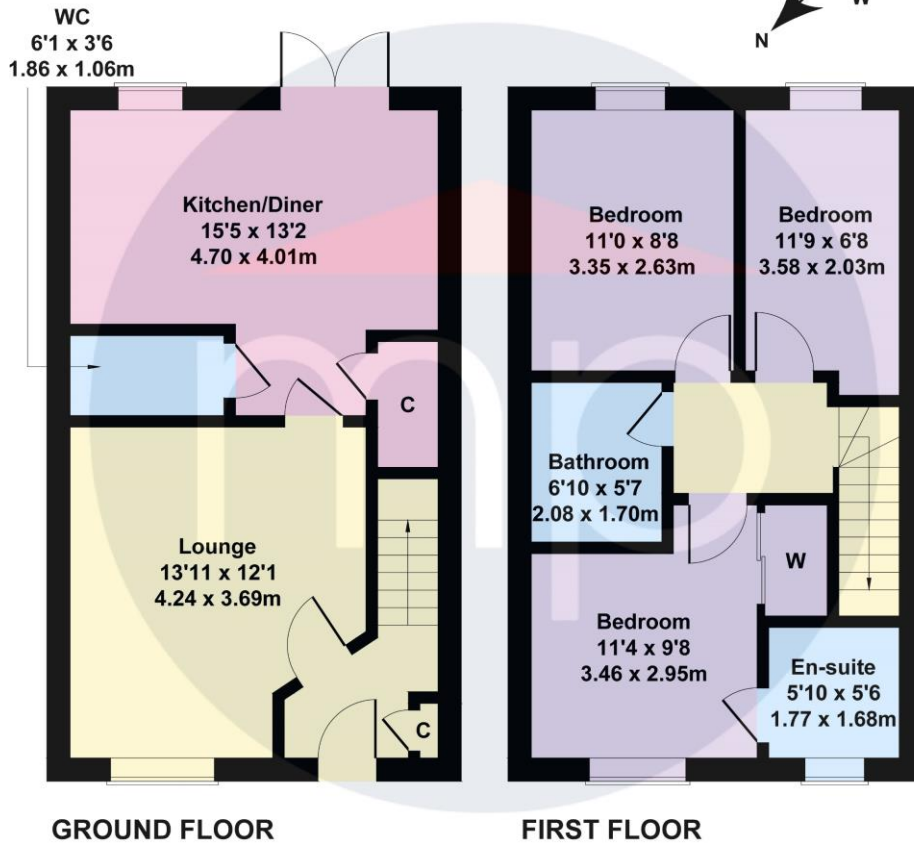 WC
6'1 x 3'6
1.86 x 1.06m
N
W
Kitchen/Diner
15'5 x 13'2
4.70 x 4.01m
C
Lounge
13'11 x 12'1
4.24 x 3.69m
C
Bedroom
11'0 x 8'8
3.35 x 2.63m
Bedroom
11'9 x 6'8
3.58 x 2.03m
Bathroom
6'10 x 5'7
2.08 x 1.70m
W
Bedroom
11'4 x 9'8
3.46 x 2.95m
En-suite
5'10 x 5'6
1.77 x 1.68m
mp
GROUND FLOOR
FIRST FLOOR